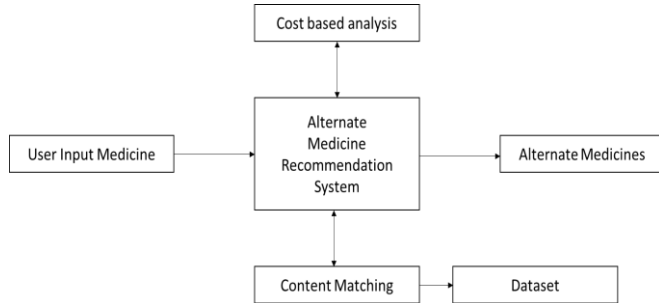 Cost based analysis
User Input Medicine
Alternate
Medicine
Recommendation
System
Alternate Medicines
Content Matching
Dataset